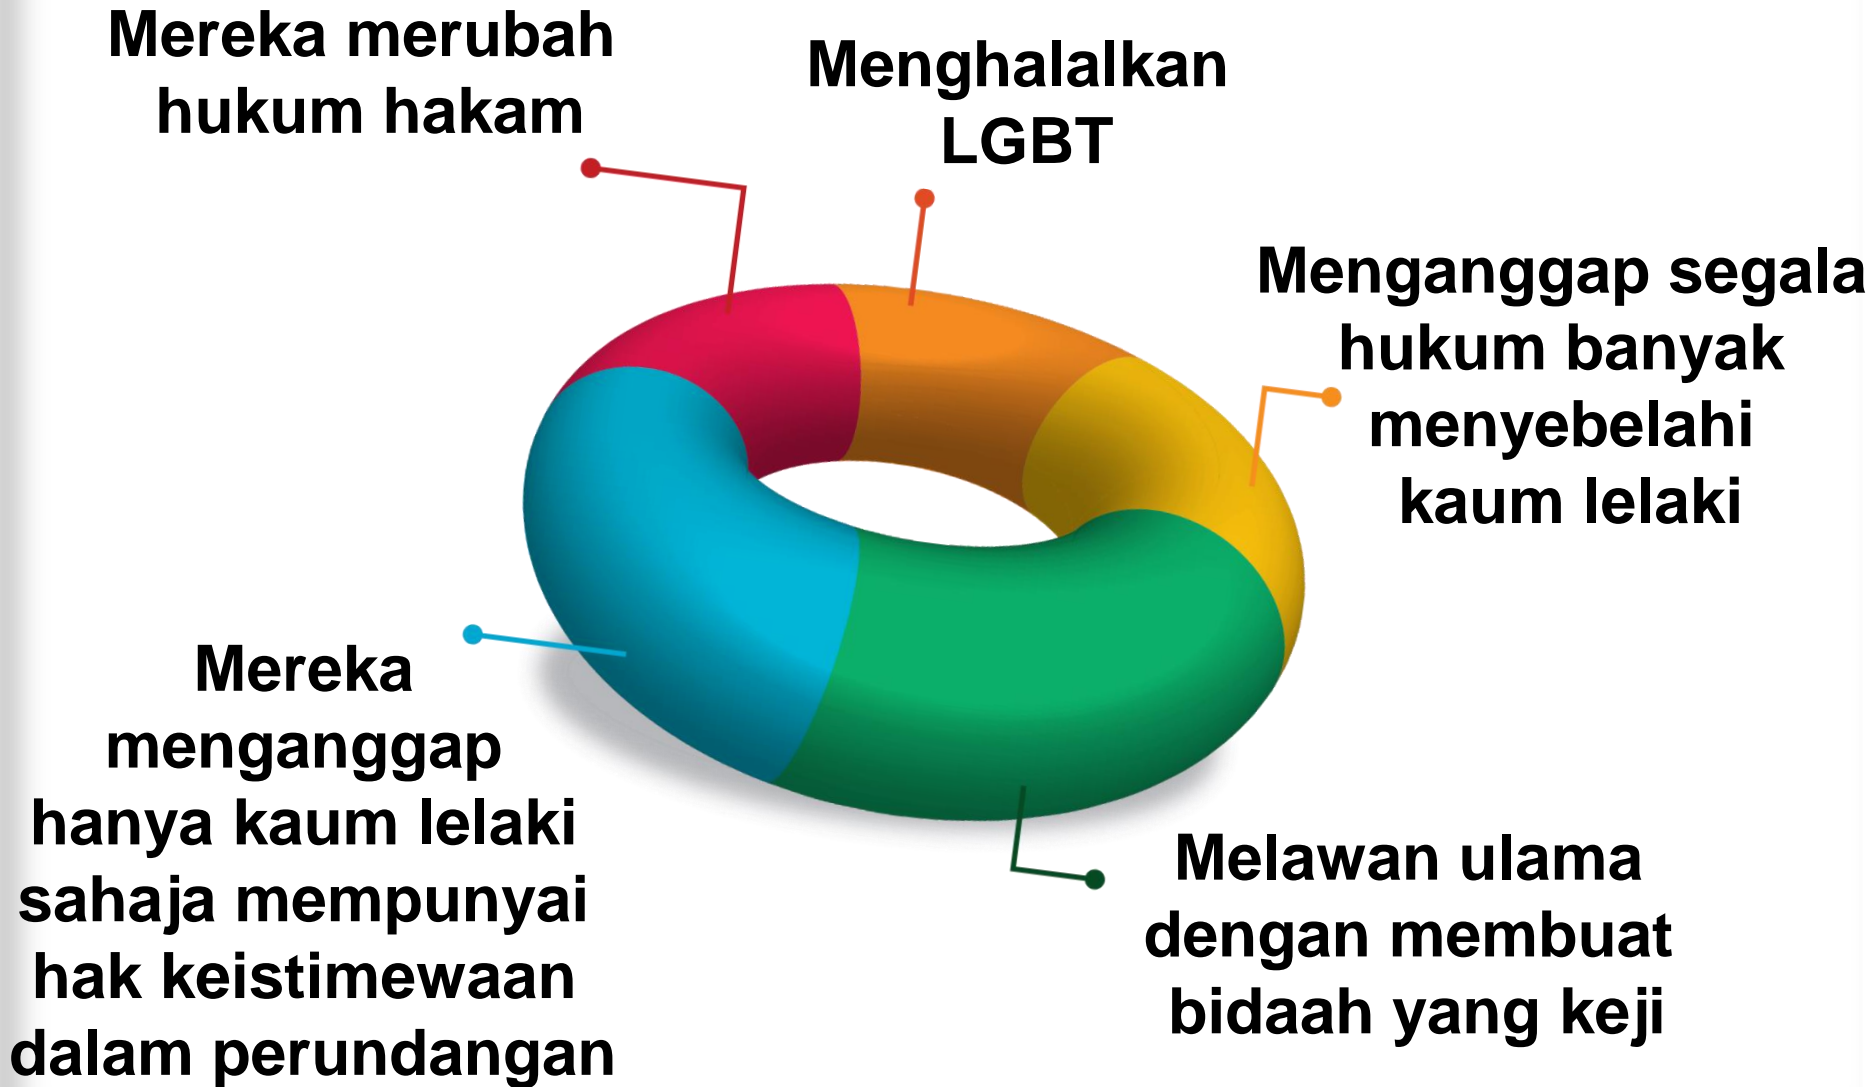 Mereka merubah
hukum hakam
Menghalalkan
LGBT
Menganggap segala
hukum banyak
menyebelahi
kaum lelaki
Mereka
menganggap
hanya kaum lelaki
sahaja mempunyai
hak keistimewaan
dalam perundangan
Melawan ulama
dengan membuat
bidaah yang keji